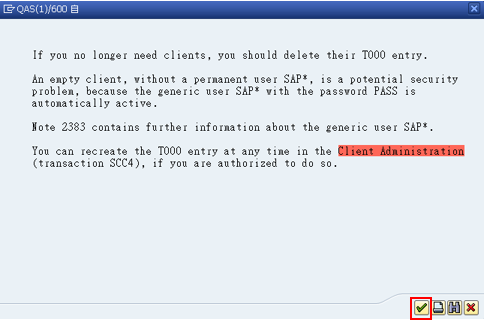 QAS(1)/600
If you no longer need clients, you should delete their T000 entry.
An empty client, without a permanent user SAP*, is a potential security
problem, because the generic user SAP* with the password PASS is
automatically active.
Note 2383 contains further information about the generic user SAP*.
You can recreate the T000 entry at any time in the Client Administration
(transaction SCC4), if you are authorized to do so.